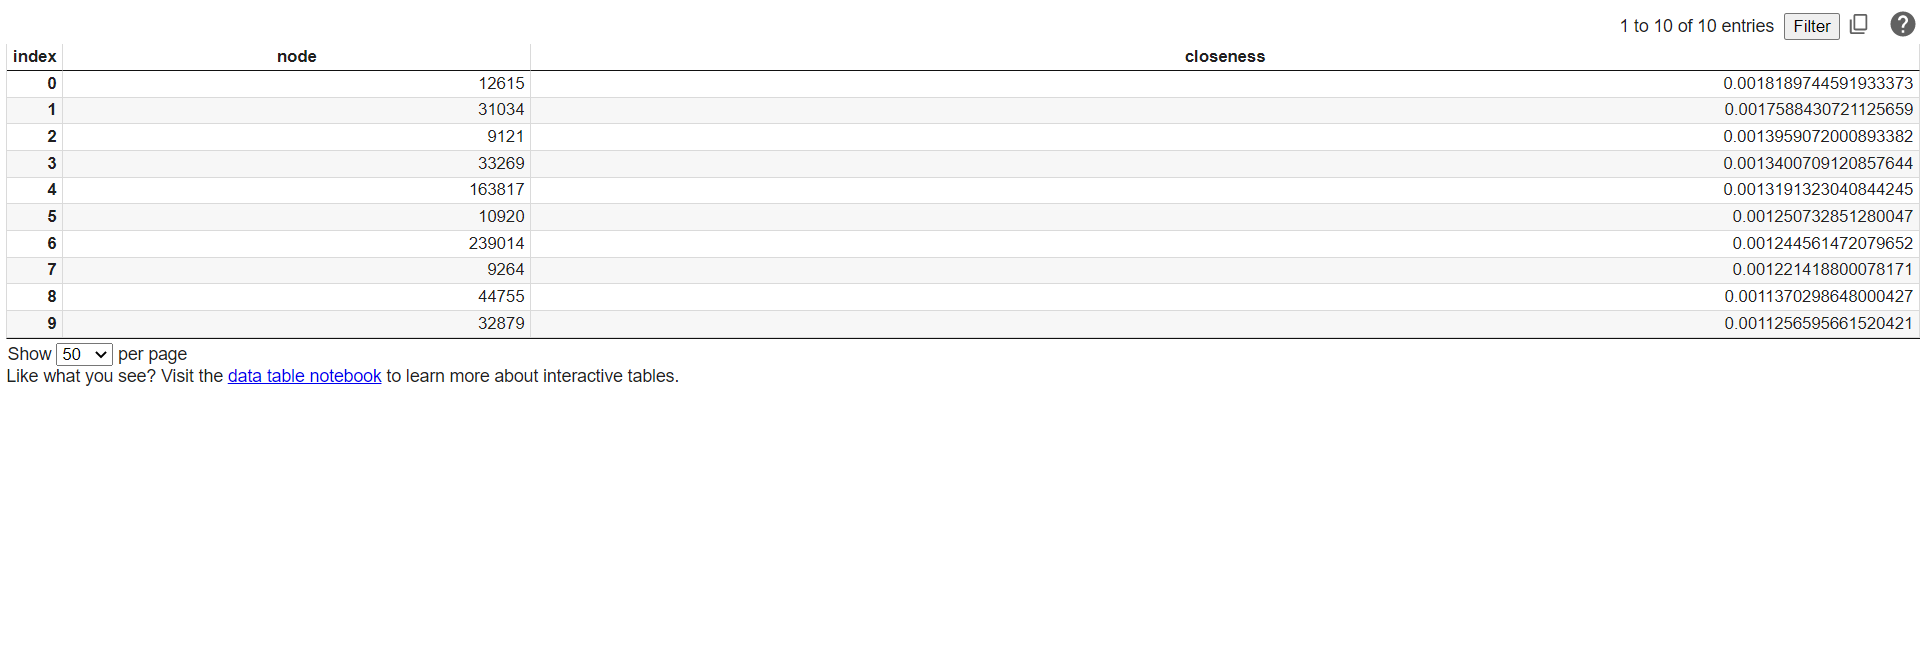 1 to 10 of 10 entries Filter ?
index node closeness
0 12615 0.0018189744591933373
1 31034 0.0017588430721125659
2 9121 0.0013959072000893382
3 33269 0.0013400709120857644
4 163817 0.0013191323040844245
5 10920 0.001250732851280047
6 239014 0.001244561472079652
7 9264 0.001221418800078171
8 44755 0.0011370298648000427
9 32879 0.0011256595661520421
Show 50 per page
Like what you see? Visit the data table notebook to learn more about interactive tables.